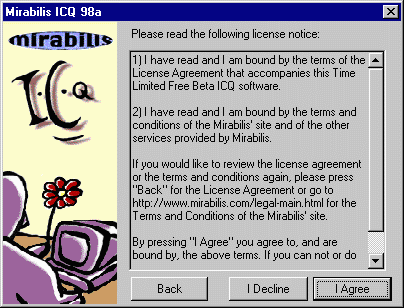 Mirabilis ICQ 98a
mirabilis
I·C·Q
Please read the following license notice:
1) I have read and I am bound by the terms of the
License Agreement that accompanies this Time
Limited Free Beta ICQ software.
2) I have read and I am bound by the terms and
conditions of the Mirabilis' site and of the other
services provided by Mirabilis.
If you would like to review the license agreement
or the terms and conditions again, please press
"Back" for the License Agreement or go to
http://www.mirabilis.com/legal-main.html for the
Terms and Conditions of the Mirabilis' site.
By pressing "I Agree" you agree to, and are
bound by, the above terms. If you can not or do
Back
I Decline
I Agree